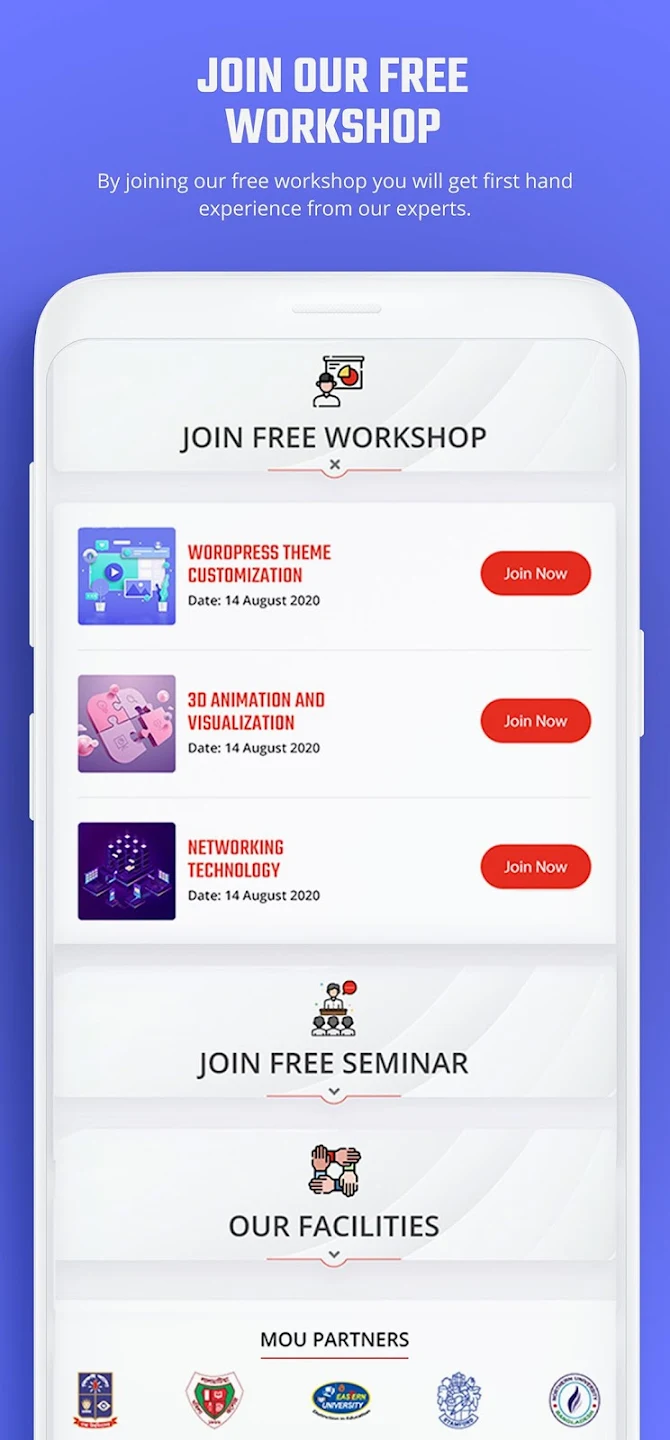 JOIN OUR FREE
WORKSHOP
By joining our free workshop you will get first hand
experience from our experts.
JOIN FREE WORKSHOP
WORDPRESS THEME
CUSTOMIZATION
Date: 14 August 2020
Join Now
3D ANIMATION AND
VISUALIZATION
Date: 14 August 2020
Join Now
NETWORKING
TECHNOLOGY
Date: 14 August 2020
Join Now
JOIN FREE SEMINAR
OUR FACILITIES
MOU PARTNERS
EASTERN
UNIVERSITY
NORTHERN UNIVERSITY
BANGLADESH